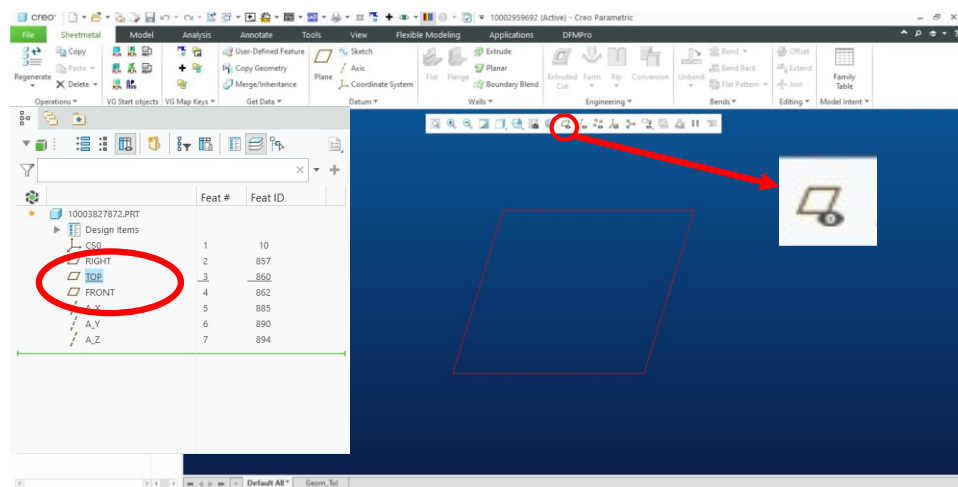 creo
10002959692 (Active) - Creo Parametric
File Sheetmetal Model Analysis Annotate Tools View Flexible Modeling Applications DFMPro
Copy User-Defined Feature Sketch Extrude Bend Offset
Paste Copy Geometry Axis Planar Bend Back Extend
Regenerate Delete Merge/Inheritance Plane Coordinate System Flat Flange Boundary Blend Extruded Cut Form Rip Conversion Unbend Flat Pattern Join Family Table
Operations VG Start objects VG Map Keys Get Data Datum Walls Engineering Bends Editing Model Intent
Feat # Feat ID
10003827872.PRT
Design Items
CS0 1 10
RIGHT 2 857
TOP 3 860
FRONT 4 862
A_X 5 885
A_Y 6 890
A_Z 7 894
Default All * Geom_Tol